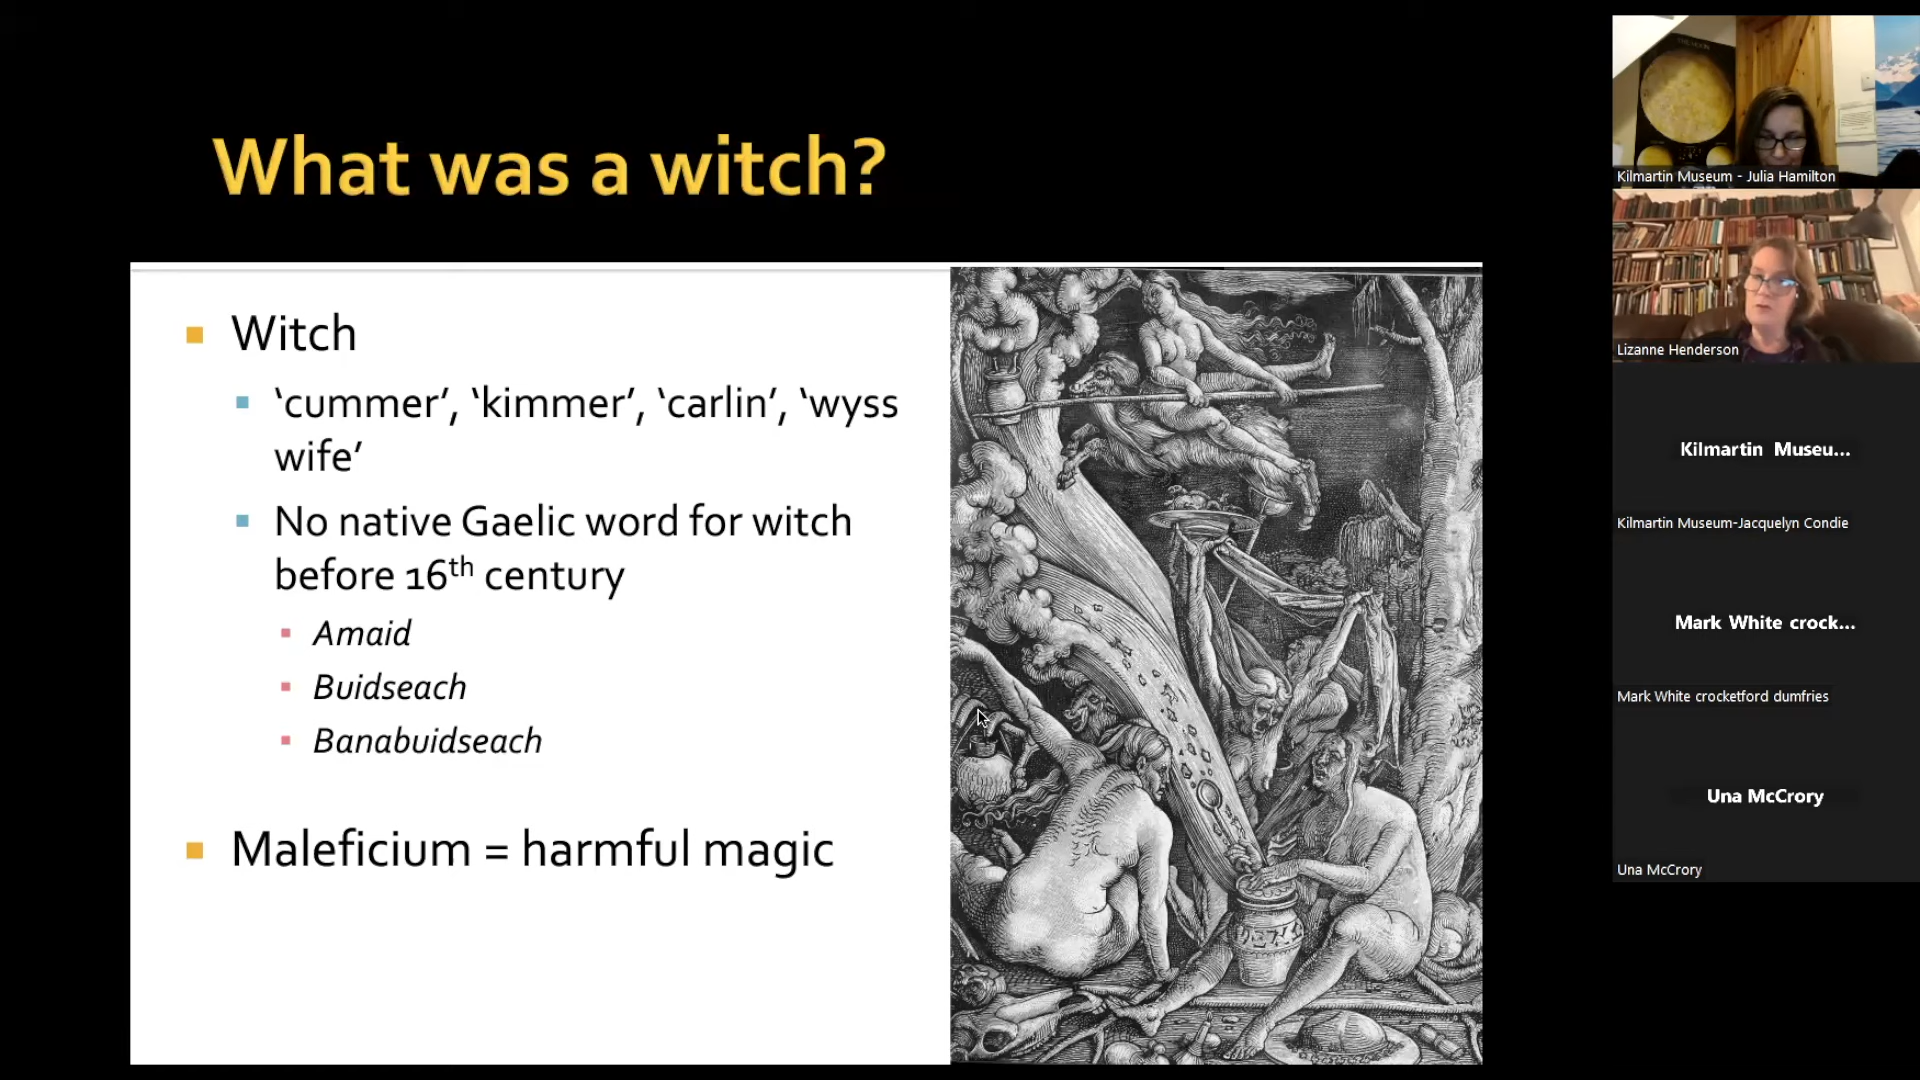 What was a witch?
Witch
‘cummer’, ‘kimmer’, ‘carlin’, ‘wyss
wife’
No native Gaelic word for witch
before 16th century
Amaid
Buidseach
Banabuidseach
Maleficium = harmful magic
Kilmartin Museum - Julia Hamilton
Lizanne Henderson
Kilmartin Museu...
Kilmartin Museum-Jacquelyn Condie
Mark White crock...
Mark White crocketford dumfries
Una McCrory
Una McCrory